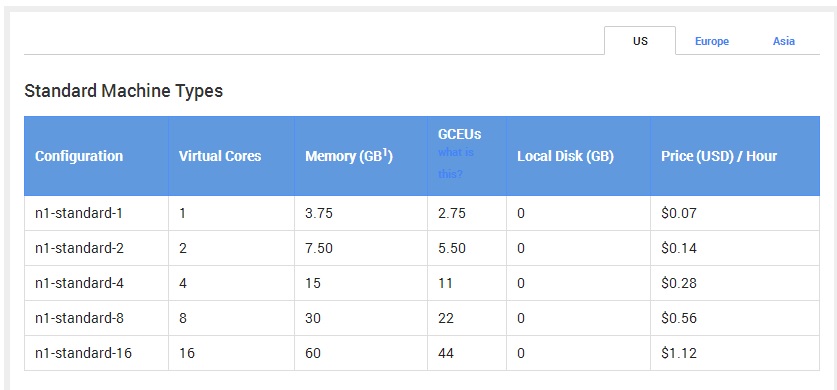 US Europe Asia
Standard Machine Types
Configuration Virtual Cores Memory (GB¹) GCEUs what is this? Local Disk (GB) Price (USD) / Hour
n1-standard-1 1 3.75 2.75 0 $0.07
n1-standard-2 2 7.50 5.50 0 $0.14
n1-standard-4 4 15 11 0 $0.28
n1-standard-8 8 30 22 0 $0.56
n1-standard-16 16 60 44 0 $1.12